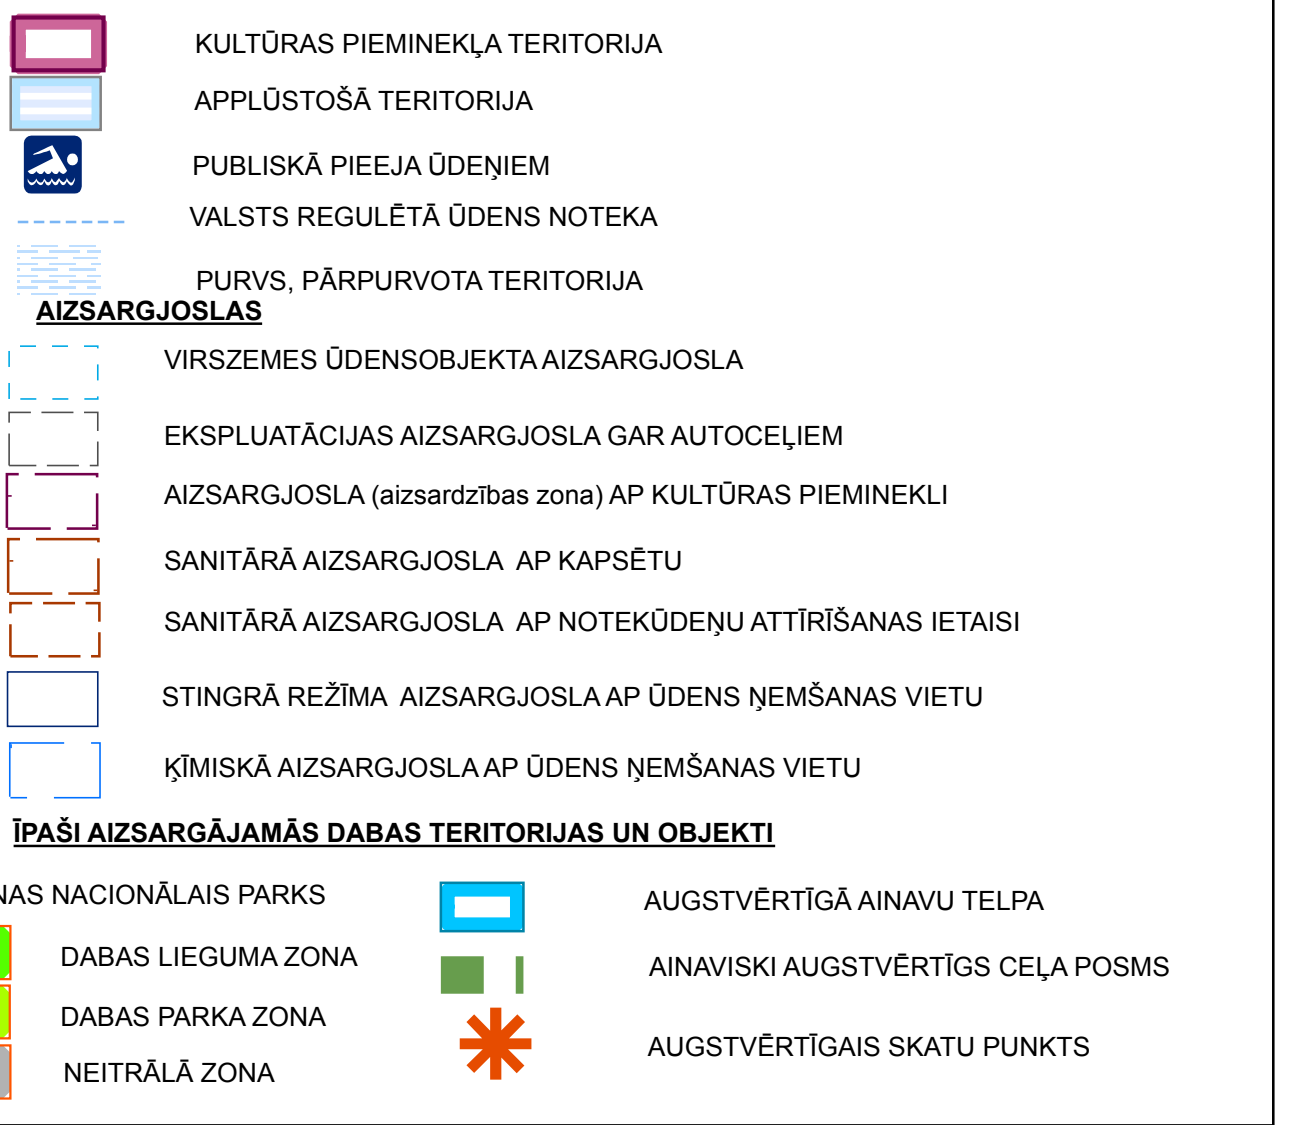 KULTŪRAS PIEMINEKĻA TERITORIJA
APPLŪSTOŠĀ TERITORIJA
PUBLISKĀ PIEEJA ŪDEŅIEM
VALSTS REGULĒTĀ ŪDENS NOTEKA
PURVS, PĀRPURVOTA TERITORIJA
AIZSARGJOSLAS
VIRSZEMES ŪDENSOBJEKTA AIZSARGJOSLA
EKSPLUATĀCIJAS AIZSARGJOSLA GAR AUTOCEĻIEM
AIZSARGJOSLA (aizsardzības zona) AP KULTŪRAS PIEMINEKLI
SANITĀRĀ AIZSARGJOSLA AP KAPSĒTU
SANITĀRĀ AIZSARGJOSLA AP NOTEKŪDEŅU ATTĪRĪŠANAS IETAISI
STINGRĀ REŽĪMA AIZSARGJOSLA AP ŪDENS ŅEMŠANAS VIETU
ĶĪMISKĀ AIZSARGJOSLA AP ŪDENS ŅEMŠANAS VIETU
ĪPAŠI AIZSARGĀJAMĀS DABAS TERITORIJAS UN OBJEKTI
NAS NACIONĀLAIS PARKS
DABAS LIEGUMA ZONA
DABAS PARKA ZONA
NEITRĀLĀ ZONA
AUGSTVĒRTĪGĀ AINAVU TELPA
AINAVISKI AUGSTVĒRTĪGS CEĻA POSMS
AUGSTVĒRTĪGAIS SKATU PUNKTS